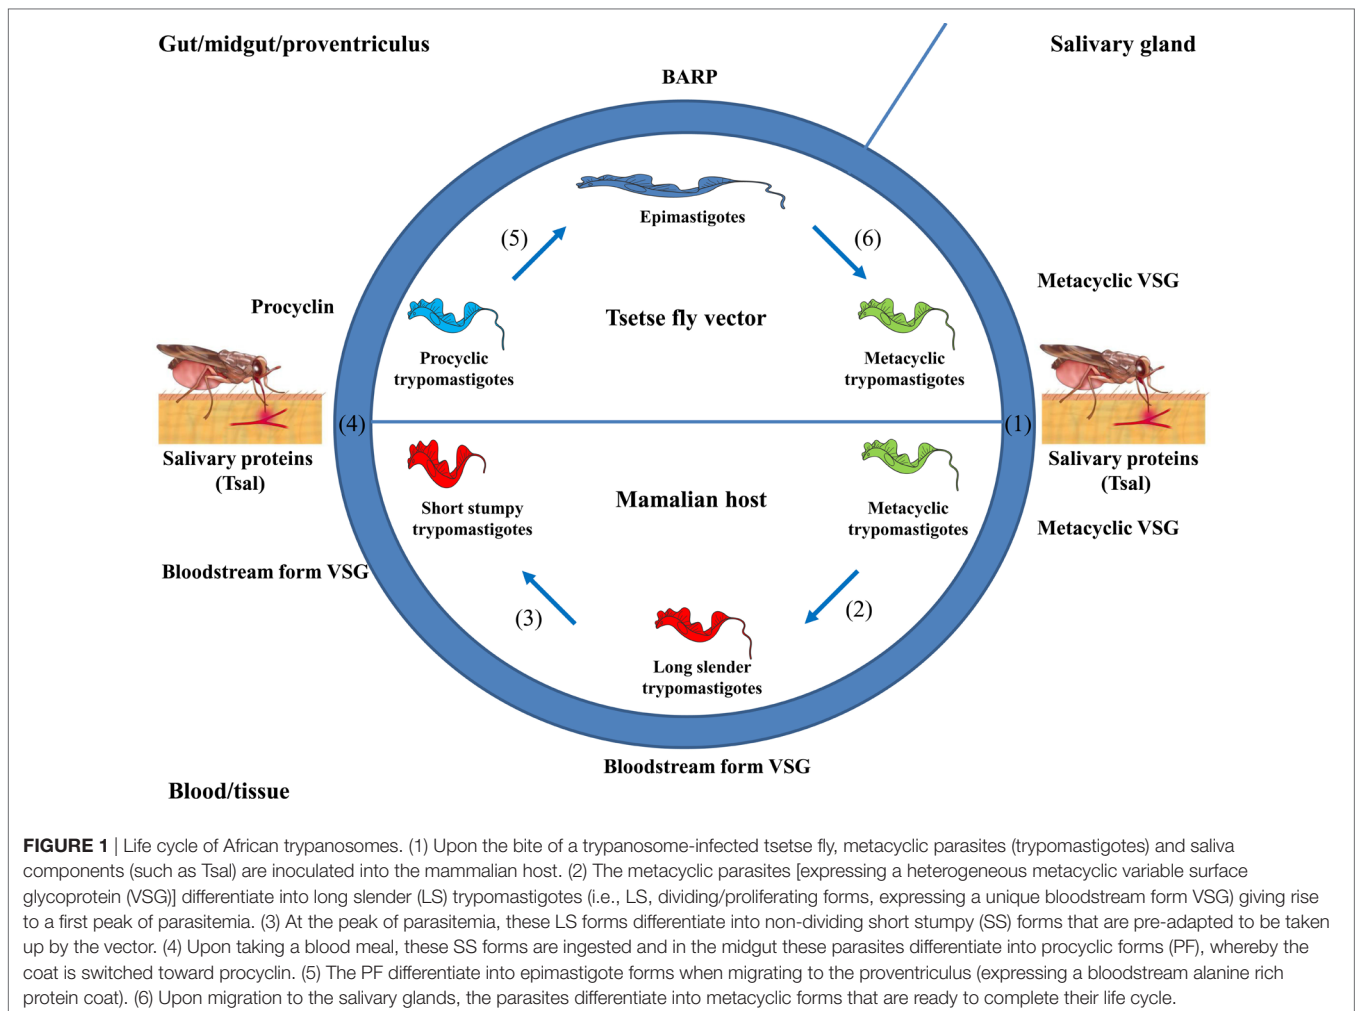 Gut/midgut/proventriculus
Salivary gland
BARP
Epimastigotes
(5)
(6)
Metacyclic VSG
Procyclin
Tsetse fly vector
Procyclic
trypomastigotes
Metacyclic
trypomastigotes
(4)
(1)
Salivary proteins
(Tsal)
Salivary proteins
(Tsal)
Short stumpy
trypomastigotes
Mamalian host
Metacyclic
trypomastigotes
Metacyclic VSG
Bloodstream form VSG
(3)
(2)
Long slender
trypomastigotes
Bloodstream form VSG
Blood/tissue
FIGURE 1 | Life cycle of African trypanosomes. (1) Upon the bite of a trypanosome-infected tsetse fly, metacyclic parasites (trypomastigotes) and saliva
components (such as Tsal) are inoculated into the mammalian host. (2) The metacyclic parasites [expressing a heterogeneous metacyclic variable surface
glycoprotein (VSG)] differentiate into long slender (LS) trypomastigotes (i.e., LS, dividing/proliferating forms, expressing a unique bloodstream form VSG) giving rise
to a first peak of parasitemia. (3) At the peak of parasitemia, these LS forms differentiate into non-dividing short stumpy (SS) forms that are pre-adapted to be taken
up by the vector. (4) Upon taking a blood meal, these SS forms are ingested and in the midgut these parasites differentiate into procyclic forms (PF), whereby the
coat is switched toward procyclin. (5) The PF differentiate into epimastigote forms when migrating to the proventriculus (expressing a bloodstream alanine rich
protein coat). (6) Upon migration to the salivary glands, the parasites differentiate into metacyclic forms that are ready to complete their life cycle.